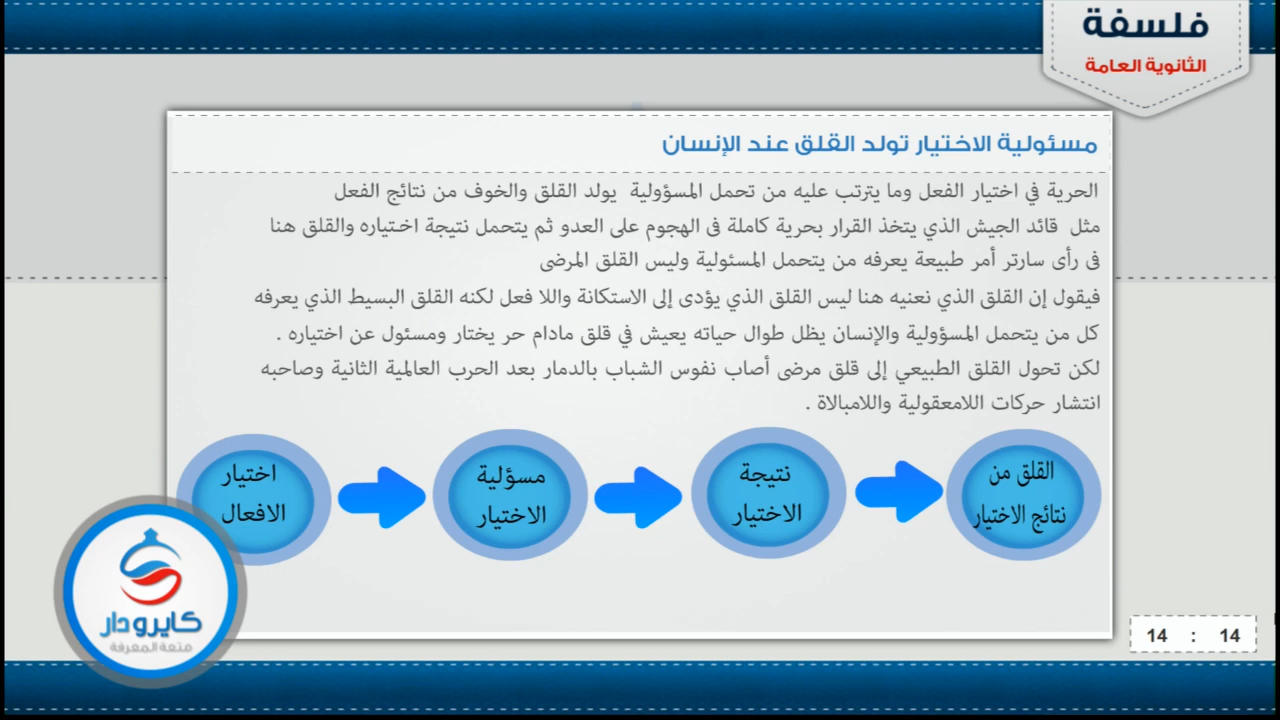 فلسفة
الثانوية العامة
مسئولية الاختيار تولد القلق عند الإنسان
الحرية في اختيار الفعل وما يترتب عليه من تحمل المسؤولية يولد القلق والخوف من نتائج الفعل
مثل قائد الجيش الذي يتخذ القرار بحرية كاملة فى الهجوم على العدو ثم يتحمل نتيجة اختياره والقلق هنا
فى رأى سارتر أمر طبيعة يعرفه من يتحمل المسئولية وليس القلق المرضى
فيقول إن القلق الذي نعنيه هنا ليس القلق الذي يؤدى إلى الاستكانة واللا فعل لكنه القلق البسيط الذي يعرفه
كل من يتحمل المسؤولية والإنسان يظل طوال حياته يعيش في قلق مادام حر يختار ومسئول عن اختياره .
لكن تحول القلق الطبيعي إلى قلق مرضى أصاب نفوس الشباب بالدمار بعد الحرب العالمية الثانية وصاحبه
انتشار حركات اللامعقولية واللامبالاة .
اختيار
الافعال
مسؤلية
الاختيار
نتيجة
الاختيار
القلق من
نتائج الاختيار
كايرودار
متعة المعرفة
14 : 14